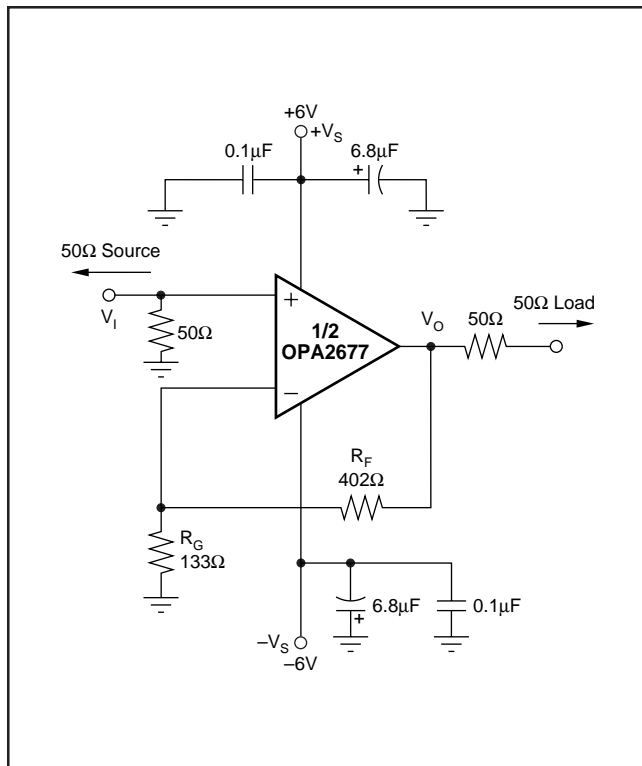 +6V
+V_S
0.1µF
6.8µF
+
50Ω Source
V_I
50Ω
+
1/2
OPA2677
−
V_O
50Ω
50Ω Load
R_F
402Ω
R_G
133Ω
6.8µF
+
0.1µF
−V_S
−6V